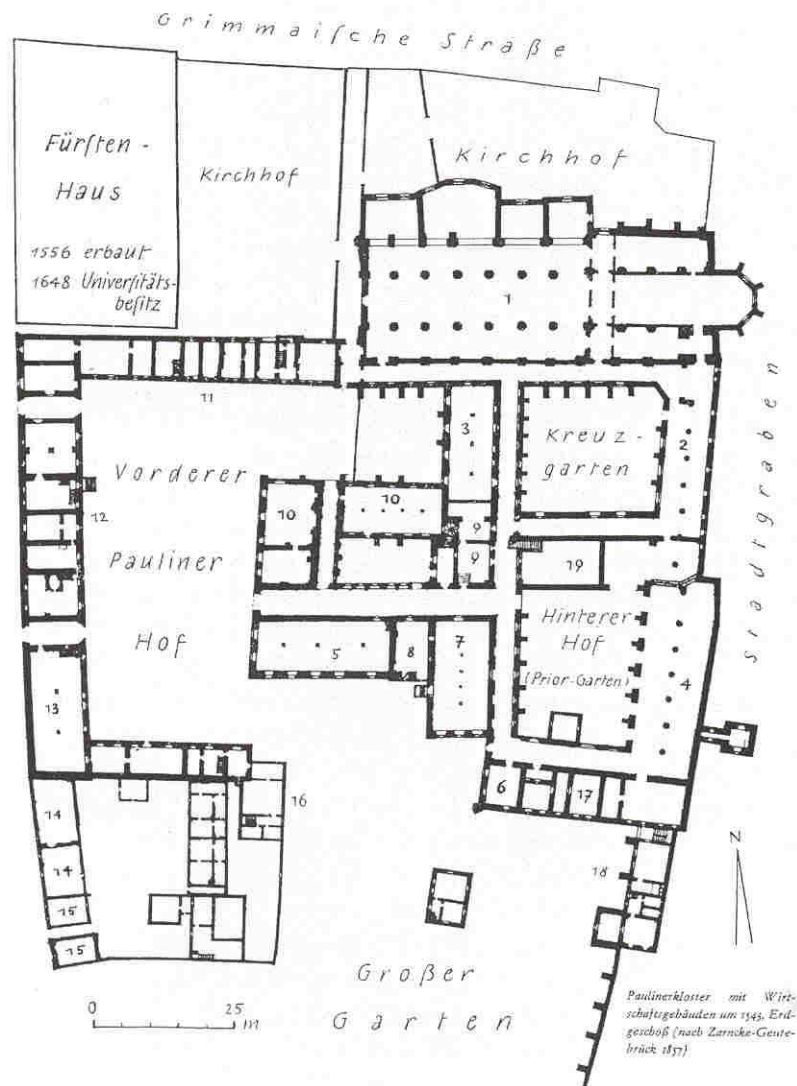 Grimmaiſche Straße
Fürſten-
Haus
1556 erbaut
1648 Univerſitäts-
beſitz
Kirchhof
Kirchhof
1
11
3
Kreuz-
garten
2
Stadtgraben
Vorderer
Pauliner
Hof
10
10
9
9
12
19
Hinterer
Hof
(Prior-Garten)
5
8
7
4
13
6
17
16
14
14
15
15
18
N
Großer
Garten
0 25
m
Paulinerkloster mit Wirt-
schaftsgebäuden um 1543, Erd-
geschoß (nach Zarncke-Geute-
brück 1857)